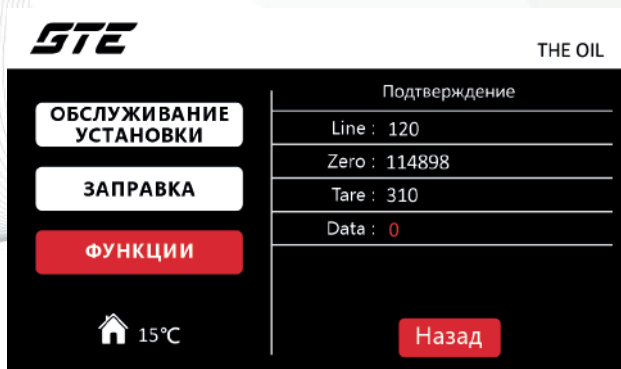 GTE
THE OIL
ОБСЛУЖИВАНИЕ
УСТАНОВКИ
ЗАПРАВКА
ФУНКЦИИ
15℃
Подтверждение
Line : 120
Zero : 114898
Tare : 310
Data : 0
Назад